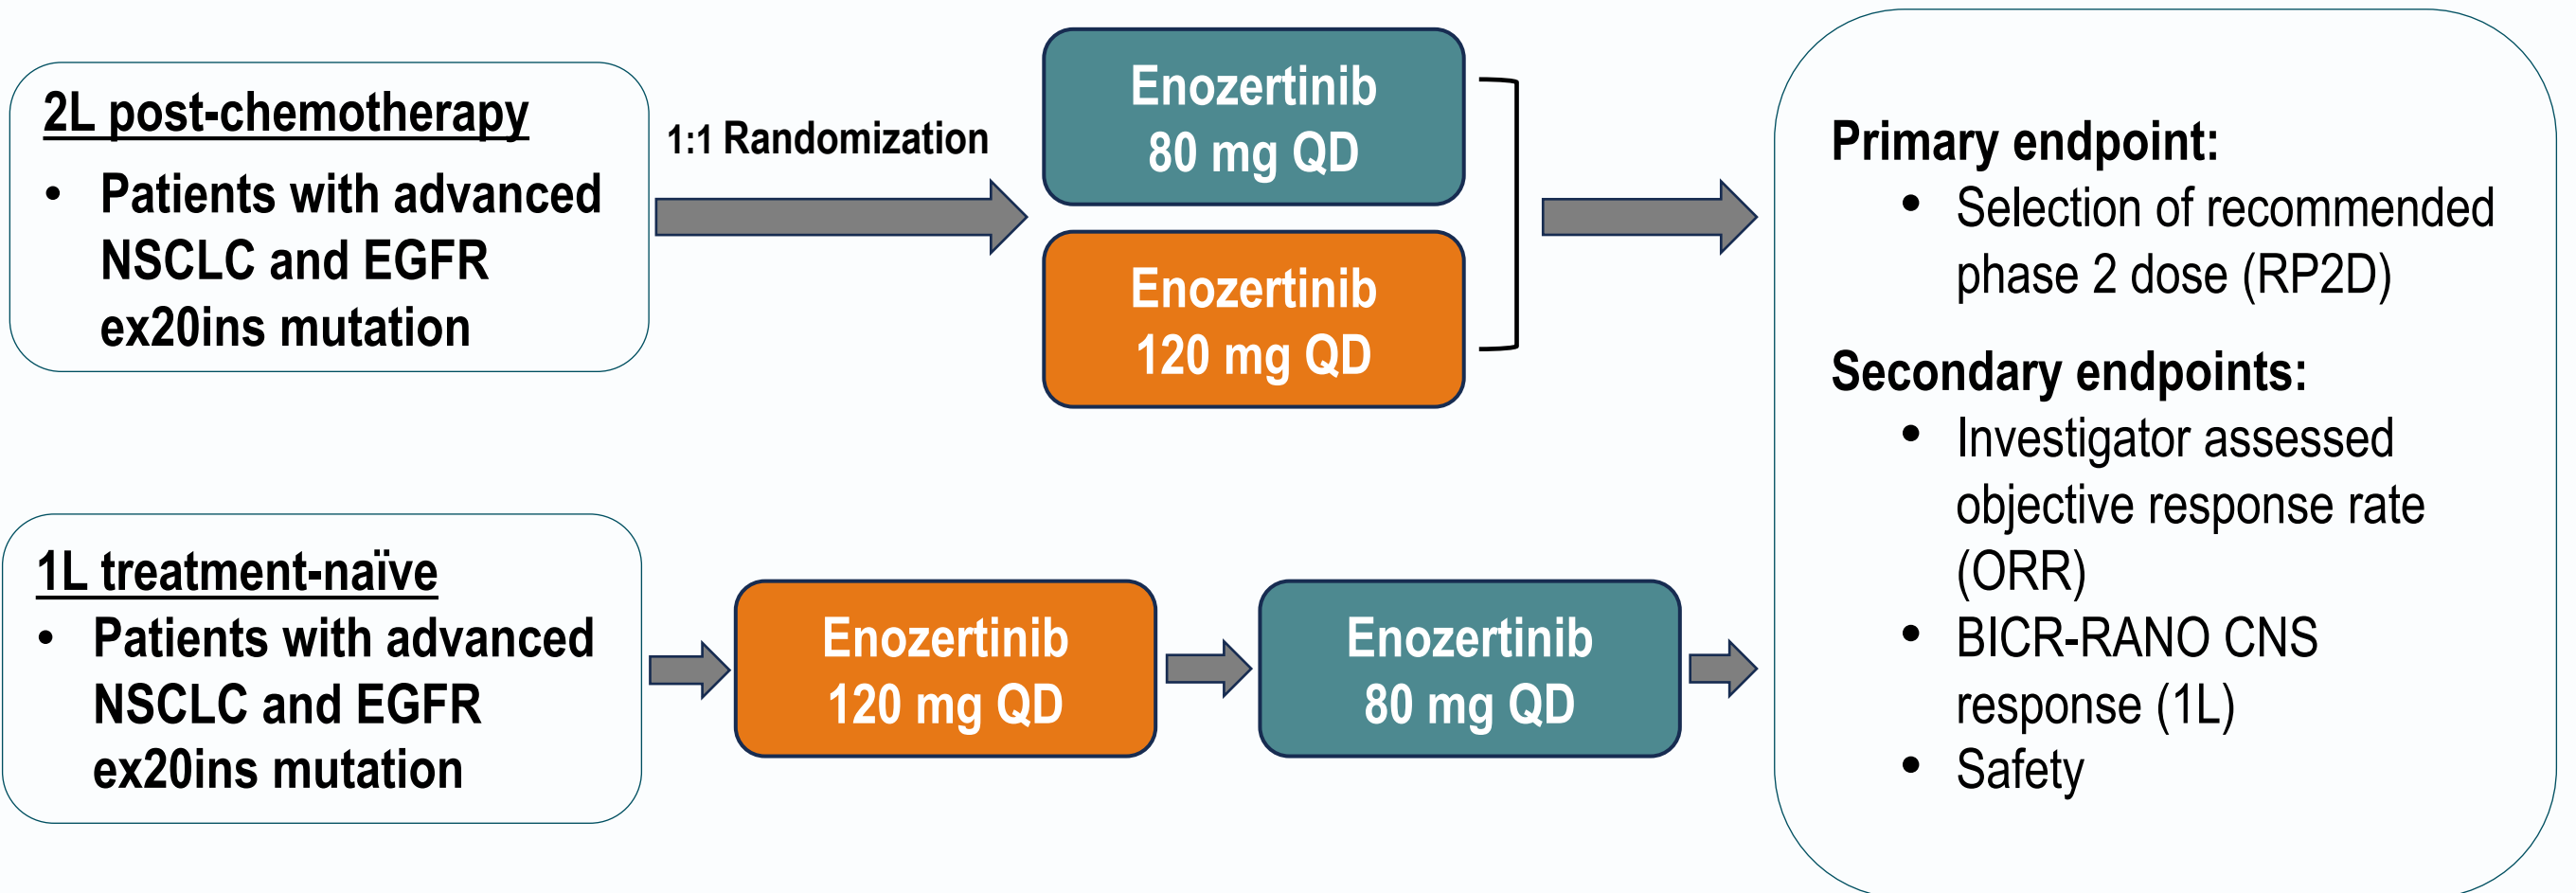 2L post-chemotherapy
• Patients with advanced
NSCLC and EGFR
ex20ins mutation
1:1 Randomization
Enozertinib
80 mg QD
Enozertinib
120 mg QD
1L treatment-naïve
• Patients with advanced
NSCLC and EGFR
ex20ins mutation
Enozertinib
120 mg QD
Enozertinib
80 mg QD
Primary endpoint:
• Selection of recommended
phase 2 dose (RP2D)
Secondary endpoints:
• Investigator assessed
objective response rate
(ORR)
• BICR-RANO CNS
response (1L)
• Safety